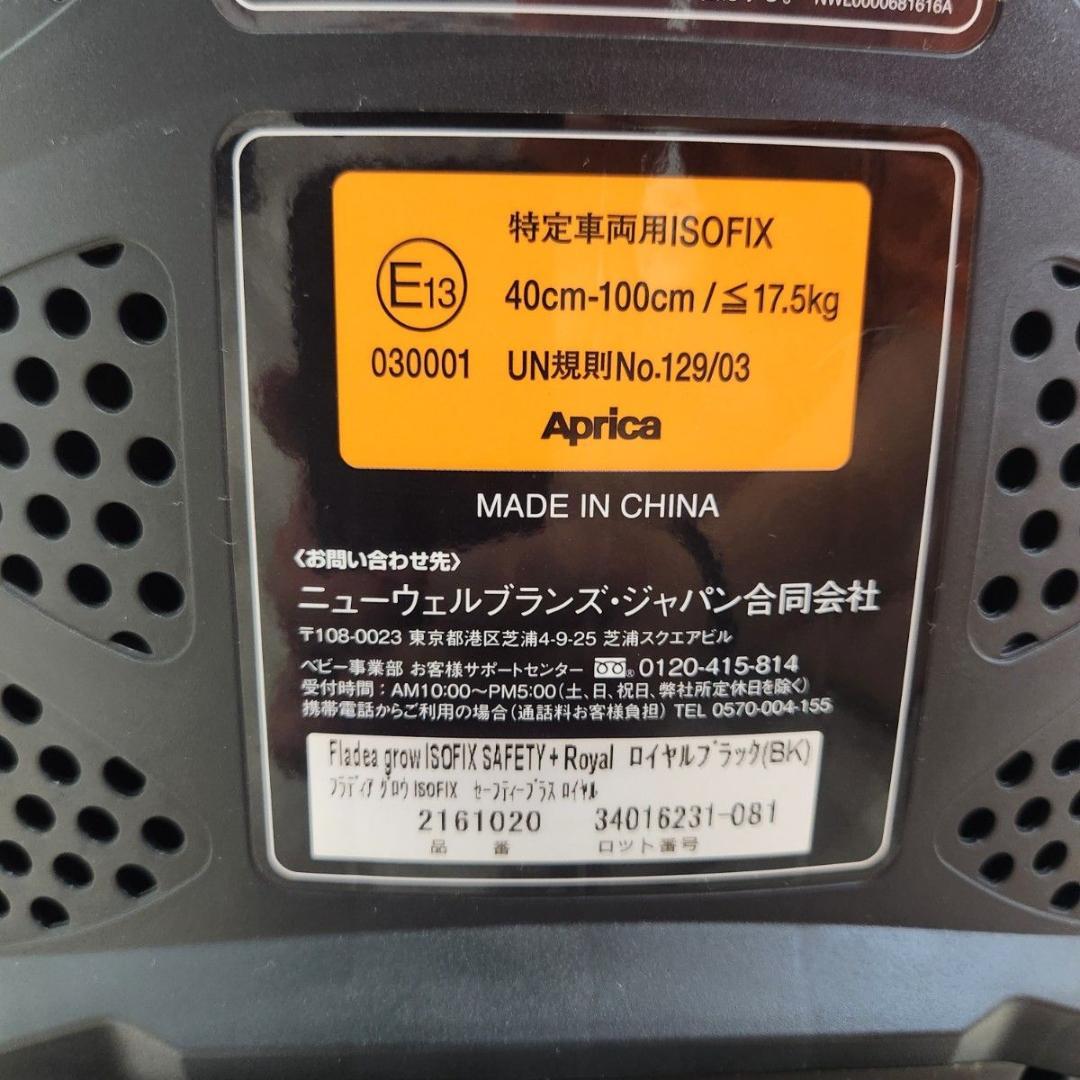 NWL0000681616A
特定車両用ISOFIX
E13
40cm-100cm/≦17.5kg
030001
UN規則No.129/03
Aprica
MADE IN CHINA
〈お問い合わせ先〉
ニューウェルブランズ・ジャパン合同会社
〒108-0023 東京都港区芝浦4-9-25 芝浦スクエアビル
ベビー事業部 お客様サポートセンター 0120-415-814
受付時間:AM10:00〜PM5:00(土、日、祝日、弊社所定休日を除く)
携帯電話からご利用の場合(通話料お客様負担) TEL 0570-004-155
Fladea grow ISOFIX SAFETY+Royal ロイヤルブラック(BK)
フラディア グロウ ISOFIX セーフティープラス ロイヤル
2161020 34016231-081
品番 ロット番号